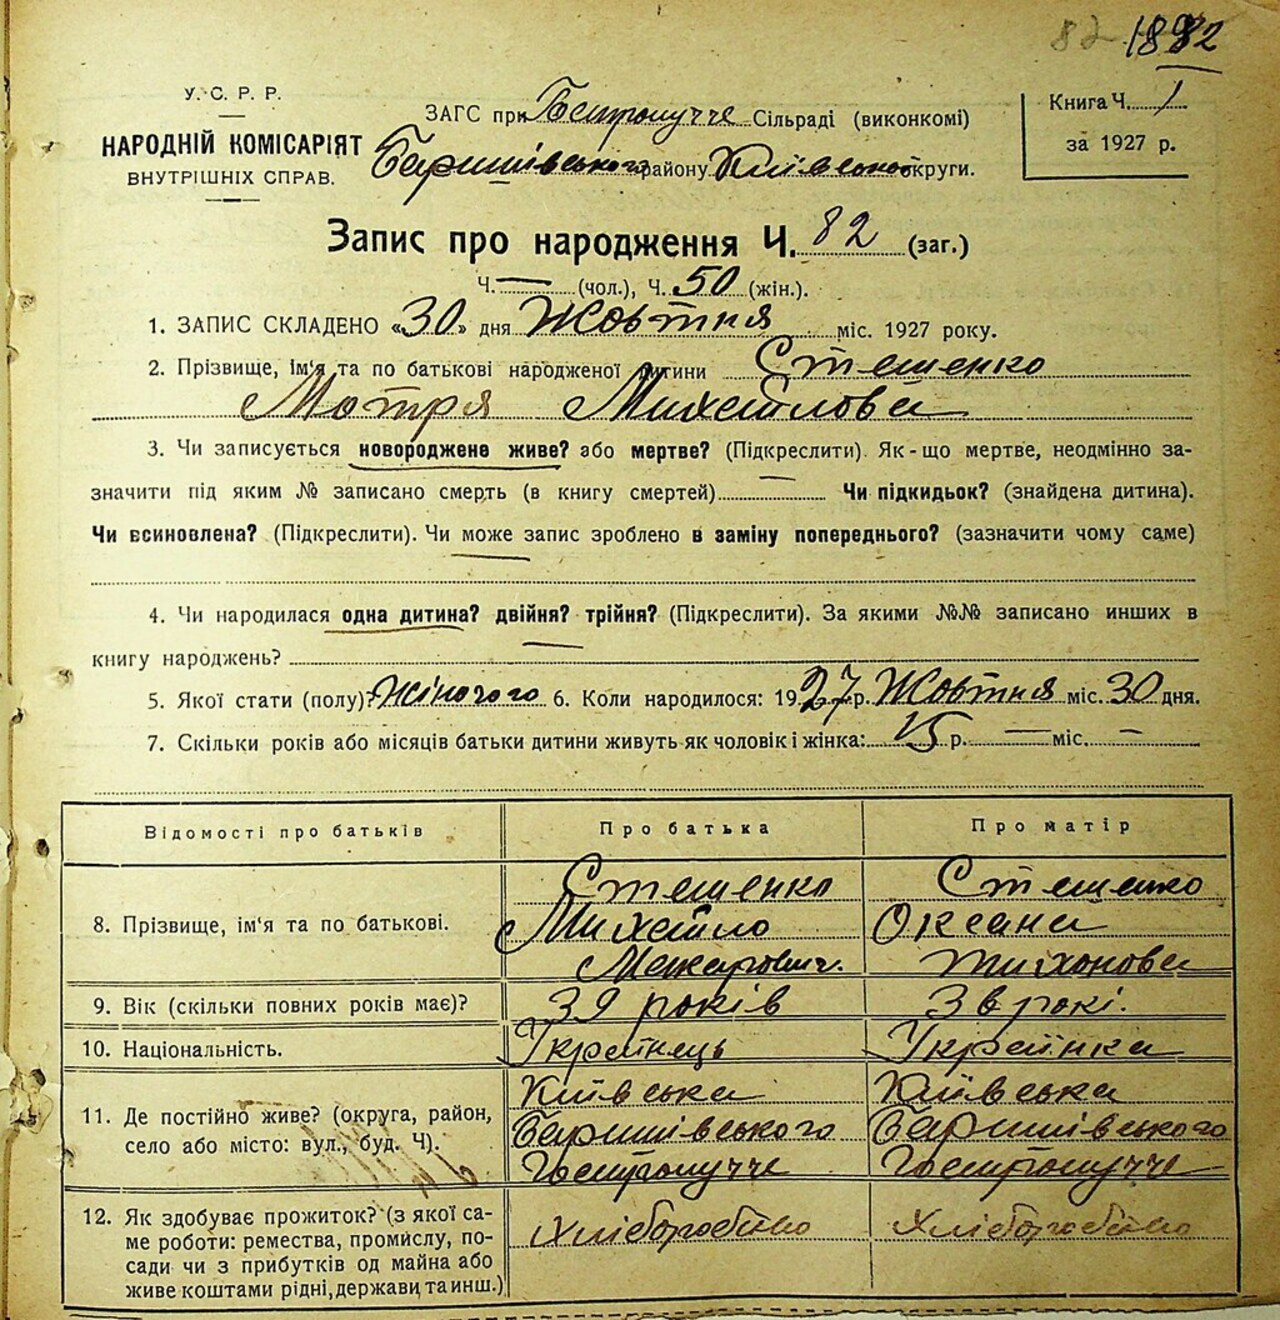 82 1882
У. С. Р. Р.
НАРОДНІЙ КОМІСАРІЯТ
ВНУТРІШНІХ СПРАВ.
ЗАГС при Гостролуччє Сільраді (виконкомі)
Баришівського району Київської округи.
Книга Ч. 1
за 1927 р.
Запис про народження Ч. 82 (заг.)
Ч. — (чол.), Ч. 50 (жін.).
1. ЗАПИС СКЛАДЕНО «30» дня Жовтня міс. 1927 року.
2. Прізвище, ім'я та по батькові народженої дитини Стешенко
Мотря Михайлова
3. Чи записується новороджене живе? або мертве? (Підкреслити). Як-що мертве, неодмінно за-
значити під яким № записано смерть (в книгу смертей) — Чи підкидьок? (знайдена дитина).
Чи всиновлена? (Підкреслити). Чи може запис зроблено в заміну попереднього? (зазначити чому саме)
—
4. Чи народилася одна дитина? двійня? трійня? (Підкреслити). За якими №№ записано инших в
книгу народжень? —
5. Якої стати (полу)? Жіночого 6. Коли народилося: 1927 р. Жовтня міс. 30 дня.
7. Скільки років або місяців батьки дитини живуть як чоловік і жінка: 15 р. — міс. —
Відомості про батьків Про батька Про матір
8. Прізвище, ім'я та по батькові. Стешенко Михайло Макарович. Стешенко Оксана Тихонова
9. Вік (скільки повних років має)? 39 років 36 рокі.
10. Національність. Українець Українка
11. Де постійно живе? (округа, район,
село або місто: вул., буд. Ч). Київська Баришівського Гостролуччє Київська Баришівського Гостролуччє
12. Як здобуває прожиток? (з якої са-
ме роботи: ремества, промислу, по-
сади чи з прибутків од майна або
живе коштами рідні, держави та инш.) Хліборобство Хліборобство